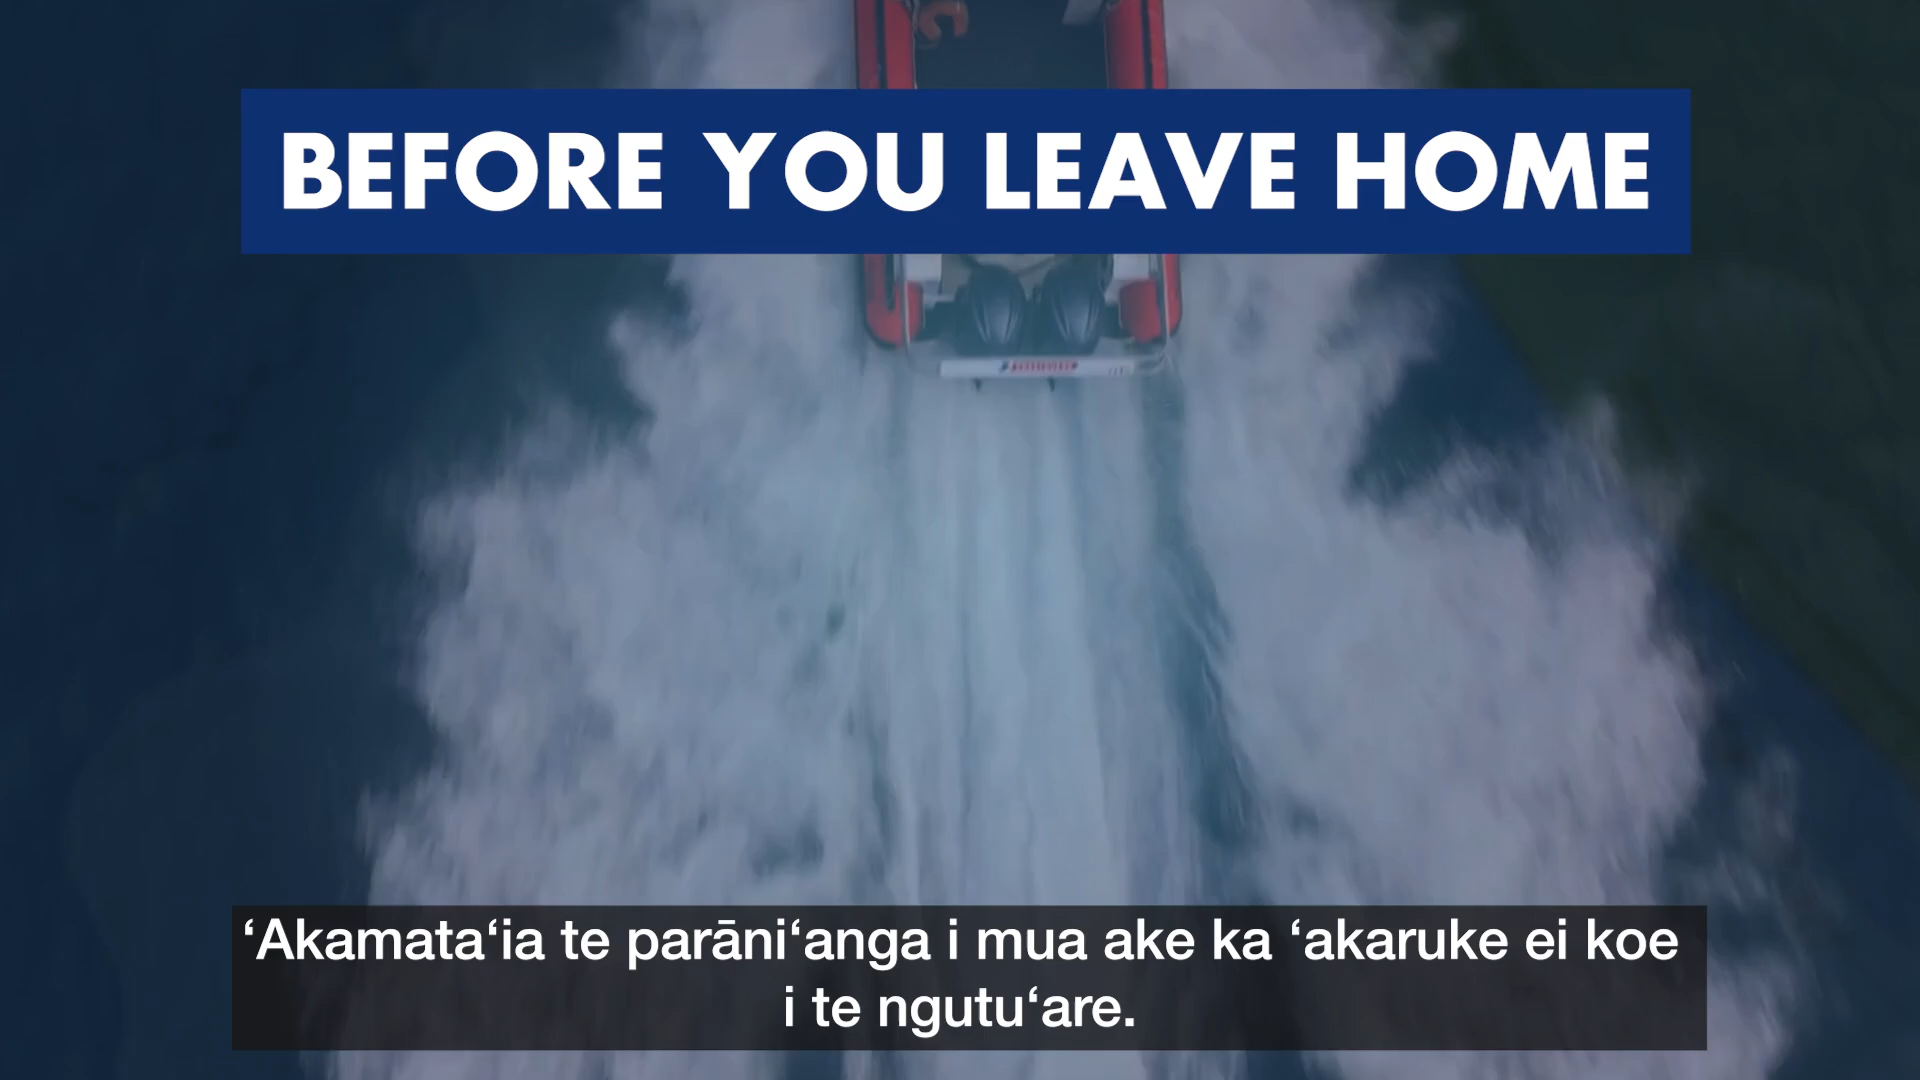 BEFORE YOU LEAVE HOME
‘Akamata‘ia te parāni‘anga i mua ake ka ‘akaruke ei koe
i te ngutu‘are.